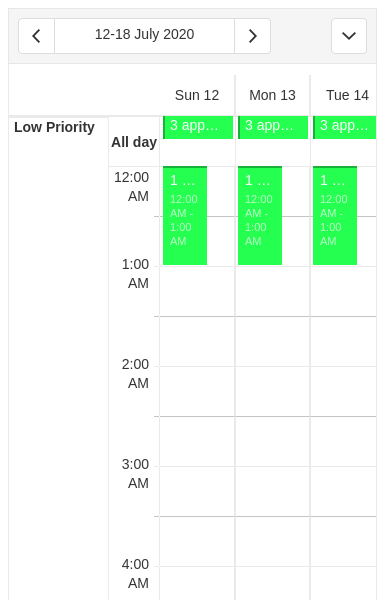 12-18 July 2020
Sun 12 Mon 13 Tue 14
Low Priority
All day
3 app... 3 app... 3 app...
12:00 AM
1 ... 1 ... 1 ...
12:00 AM - 1:00 AM
12:00 AM - 1:00 AM
12:00 AM - 1:00 AM
1:00 AM
2:00 AM
3:00 AM
4:00 AM